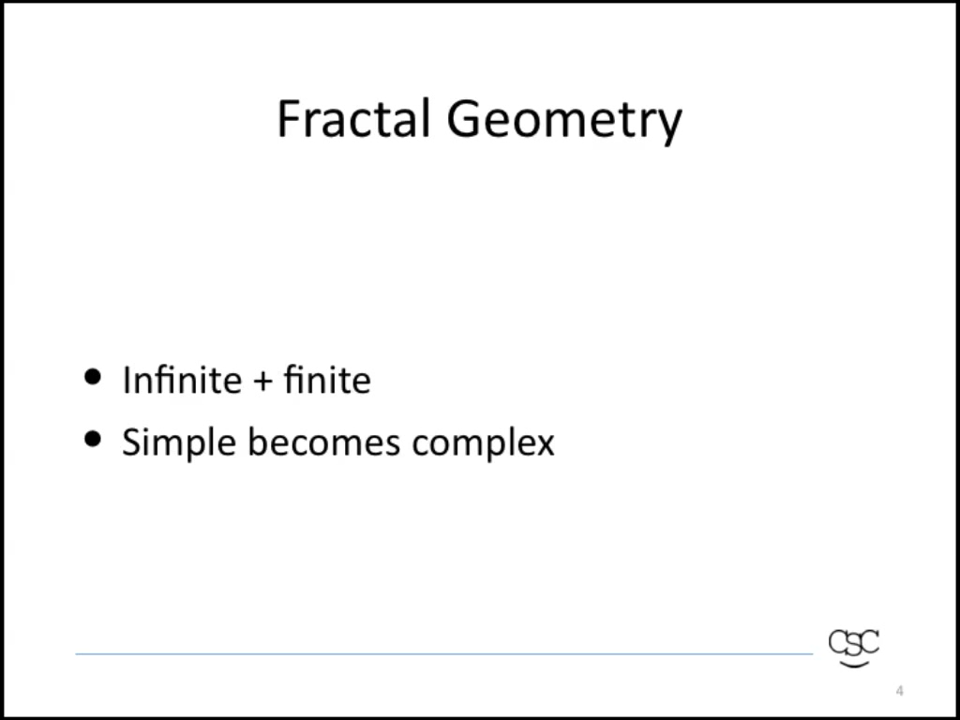 Fractal Geometry
• Infinite + finite
• Simple becomes complex
CSC
4